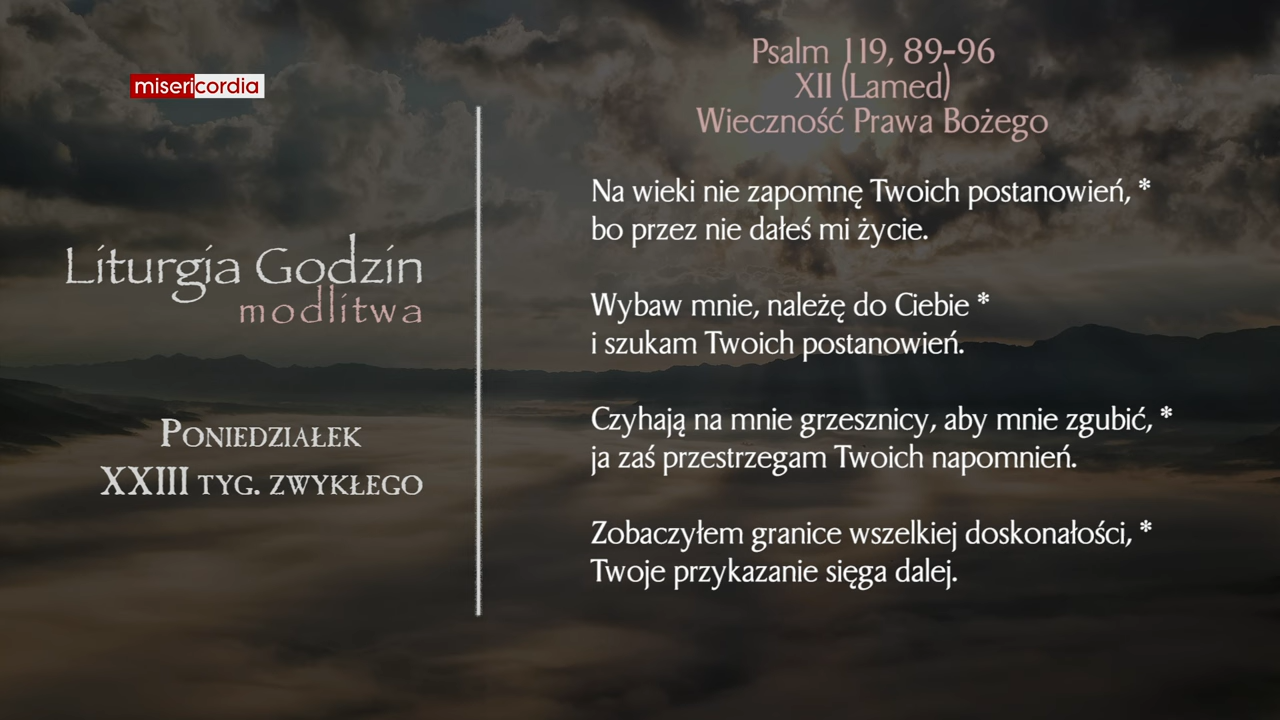 misericordia
Liturgia Godzin
modlitwa
Poniedziałek
XXIII tyg. zwykłego
Psalm 119, 89-96
XII (Lamed)
Wieczność Prawa Bożego
Na wieki nie zapomnę Twoich postanowień, *
bo przez nie dałeś mi życie.
Wybaw mnie, należę do Ciebie *
i szukam Twoich postanowień.
Czyhają na mnie grzesznicy, aby mnie zgubić, *
ja zaś przestrzegam Twoich napomnień.
Zobaczyłem granice wszelkiej doskonałości, *
Twoje przykazanie sięga dalej.